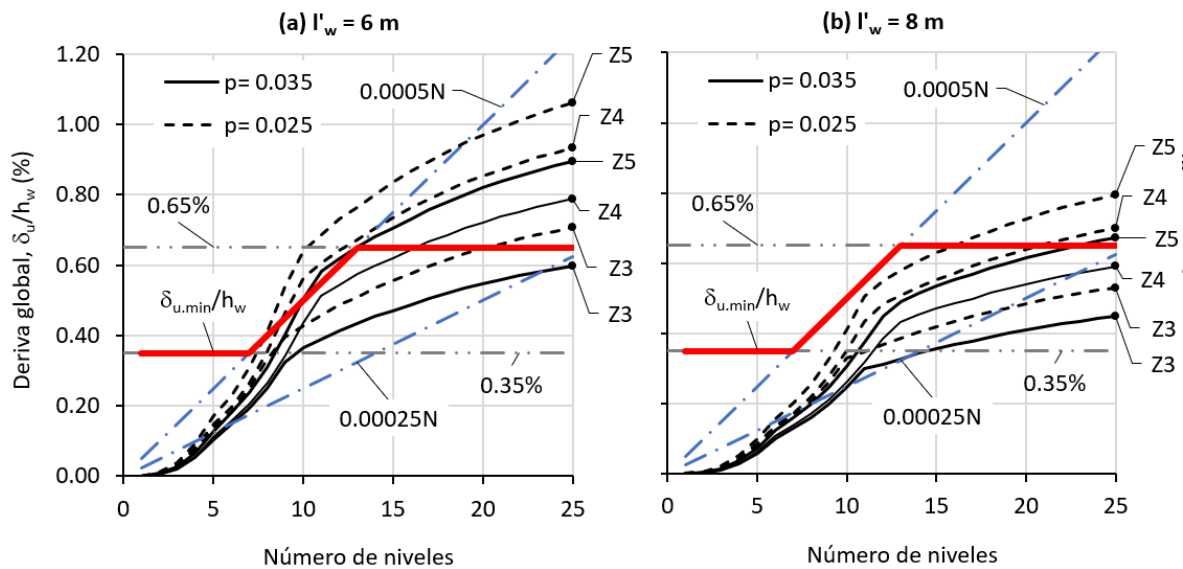 (a) l'w = 6 m
(b) l'w = 8 m
Deriva global, δu/hw (%)
1.20
1.00
0.80
0.60
0.40
0.20
0.00
p= 0.035
p= 0.025
0.0005N
0.65%
δu.min/hw
0.35%
0.00025N
Z5
Z4
Z5
Z4
Z3
Z3
0 5 10 15 20 25
Número de niveles
p= 0.035
p= 0.025
0.0005N
0.65%
δu.min/hw
0.35%
0.00025N
Z5
Z4
Z5
Z4
Z3
Z3
0 5 10 15 20 25
Número de niveles